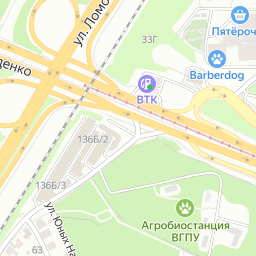 ул. Ломо
33Г
Пятёроч
Barberdog
денко
ВТК
136Б/2
136Б/3
ул. Юных На
63
Агробиостанция
ВГПУ